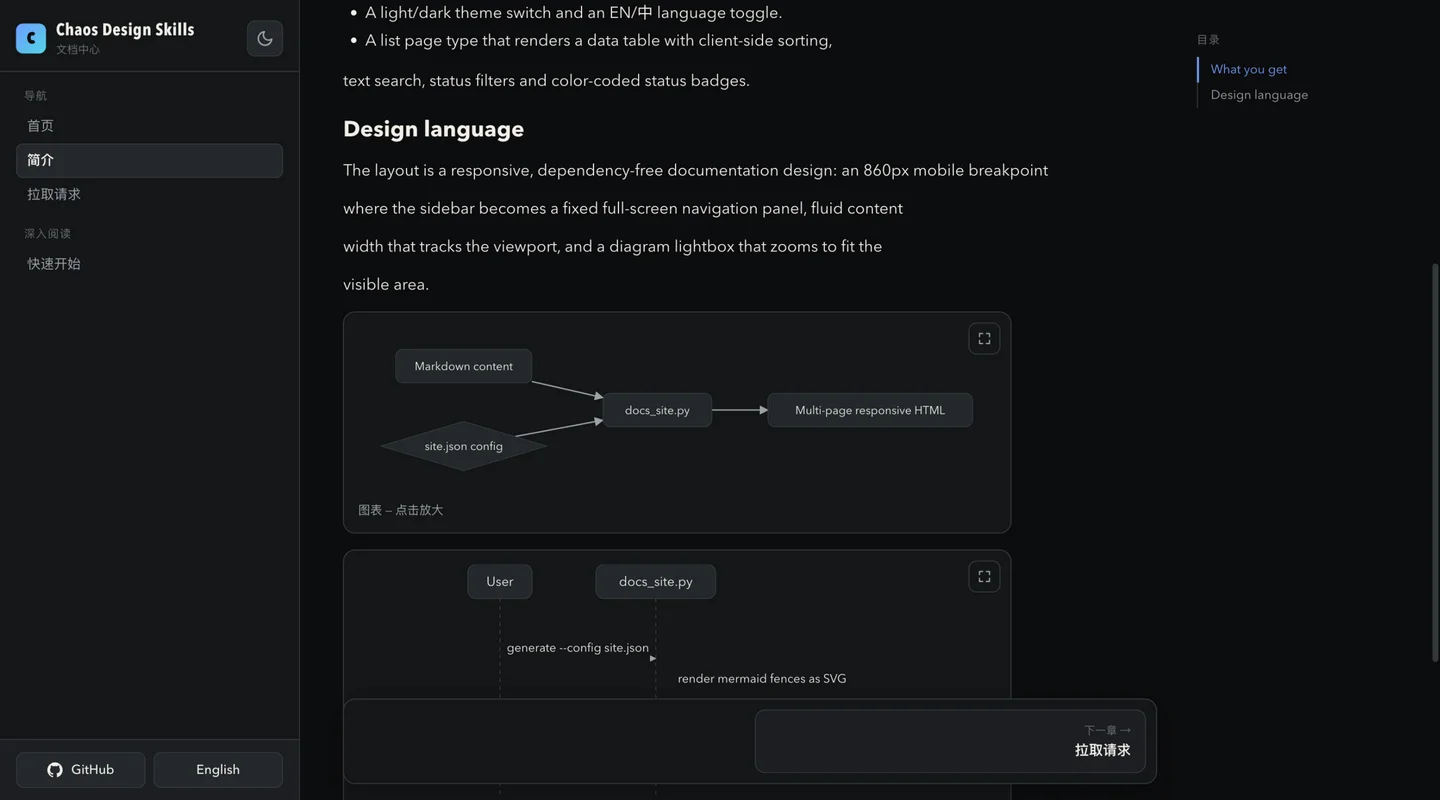 C
Chaos Design Skills
文档中心
导航
首页
简介
拉取请求
深入阅读
快速开始
GitHub
English
• A light/dark theme switch and an EN/中 language toggle.
• A list page type that renders a data table with client-side sorting,
text search, status filters and color-coded status badges.
Design language
The layout is a responsive, dependency-free documentation design: an 860px mobile breakpoint
where the sidebar becomes a fixed full-screen navigation panel, fluid content
width that tracks the viewport, and a diagram lightbox that zooms to fit the
visible area.
Markdown content
docs_site.py
Multi-page responsive HTML
site.json config
图表 – 点击放大
User
docs_site.py
generate --config site.json
render mermaid fences as SVG
下一章 →
拉取请求
目录
What you get
Design language